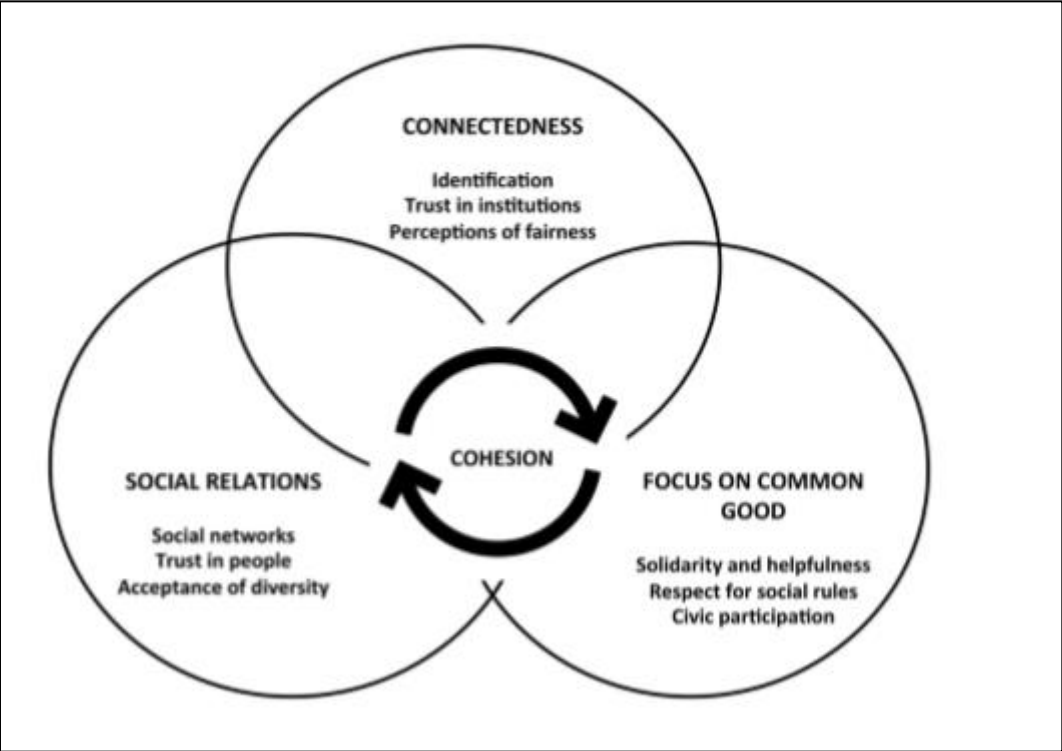 CONNECTEDNESS
Identification
Trust in institutions
Perceptions of fairness
COHESION
SOCIAL RELATIONS
Social networks
Trust in people
Acceptance of diversity
FOCUS ON COMMON
GOOD
Solidarity and helpfulness
Respect for social rules
Civic participation